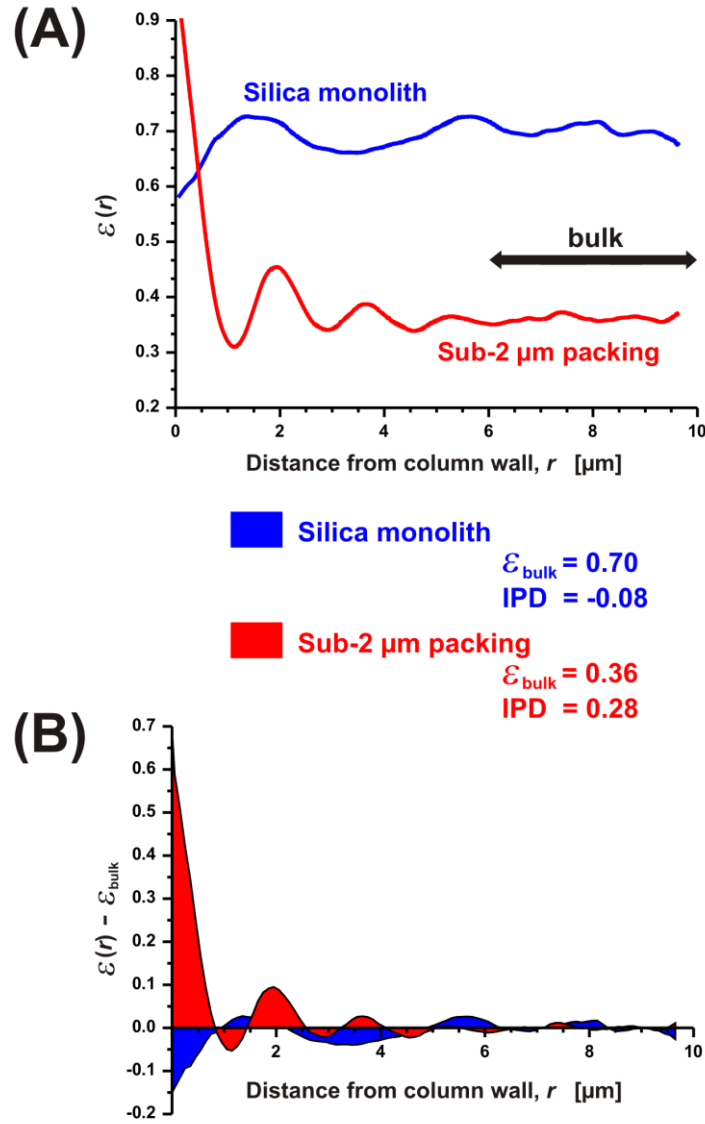 (A)
0.9
0.8
0.7
0.6
0.5
0.4
0.3
0.2
ε(r)
Silica monolith
bulk
Sub-2 µm packing
0 2 4 6 8 10
Distance from column wall, r [µm]
Silica monolith
εbulk = 0.70
IPD = -0.08
Sub-2 µm packing
εbulk = 0.36
IPD = 0.28
(B)
0.7
0.6
0.5
0.4
0.3
0.2
0.1
0.0
-0.1
-0.2
ε(r) – εbulk
2 4 6 8 10
Distance from column wall, r [µm]